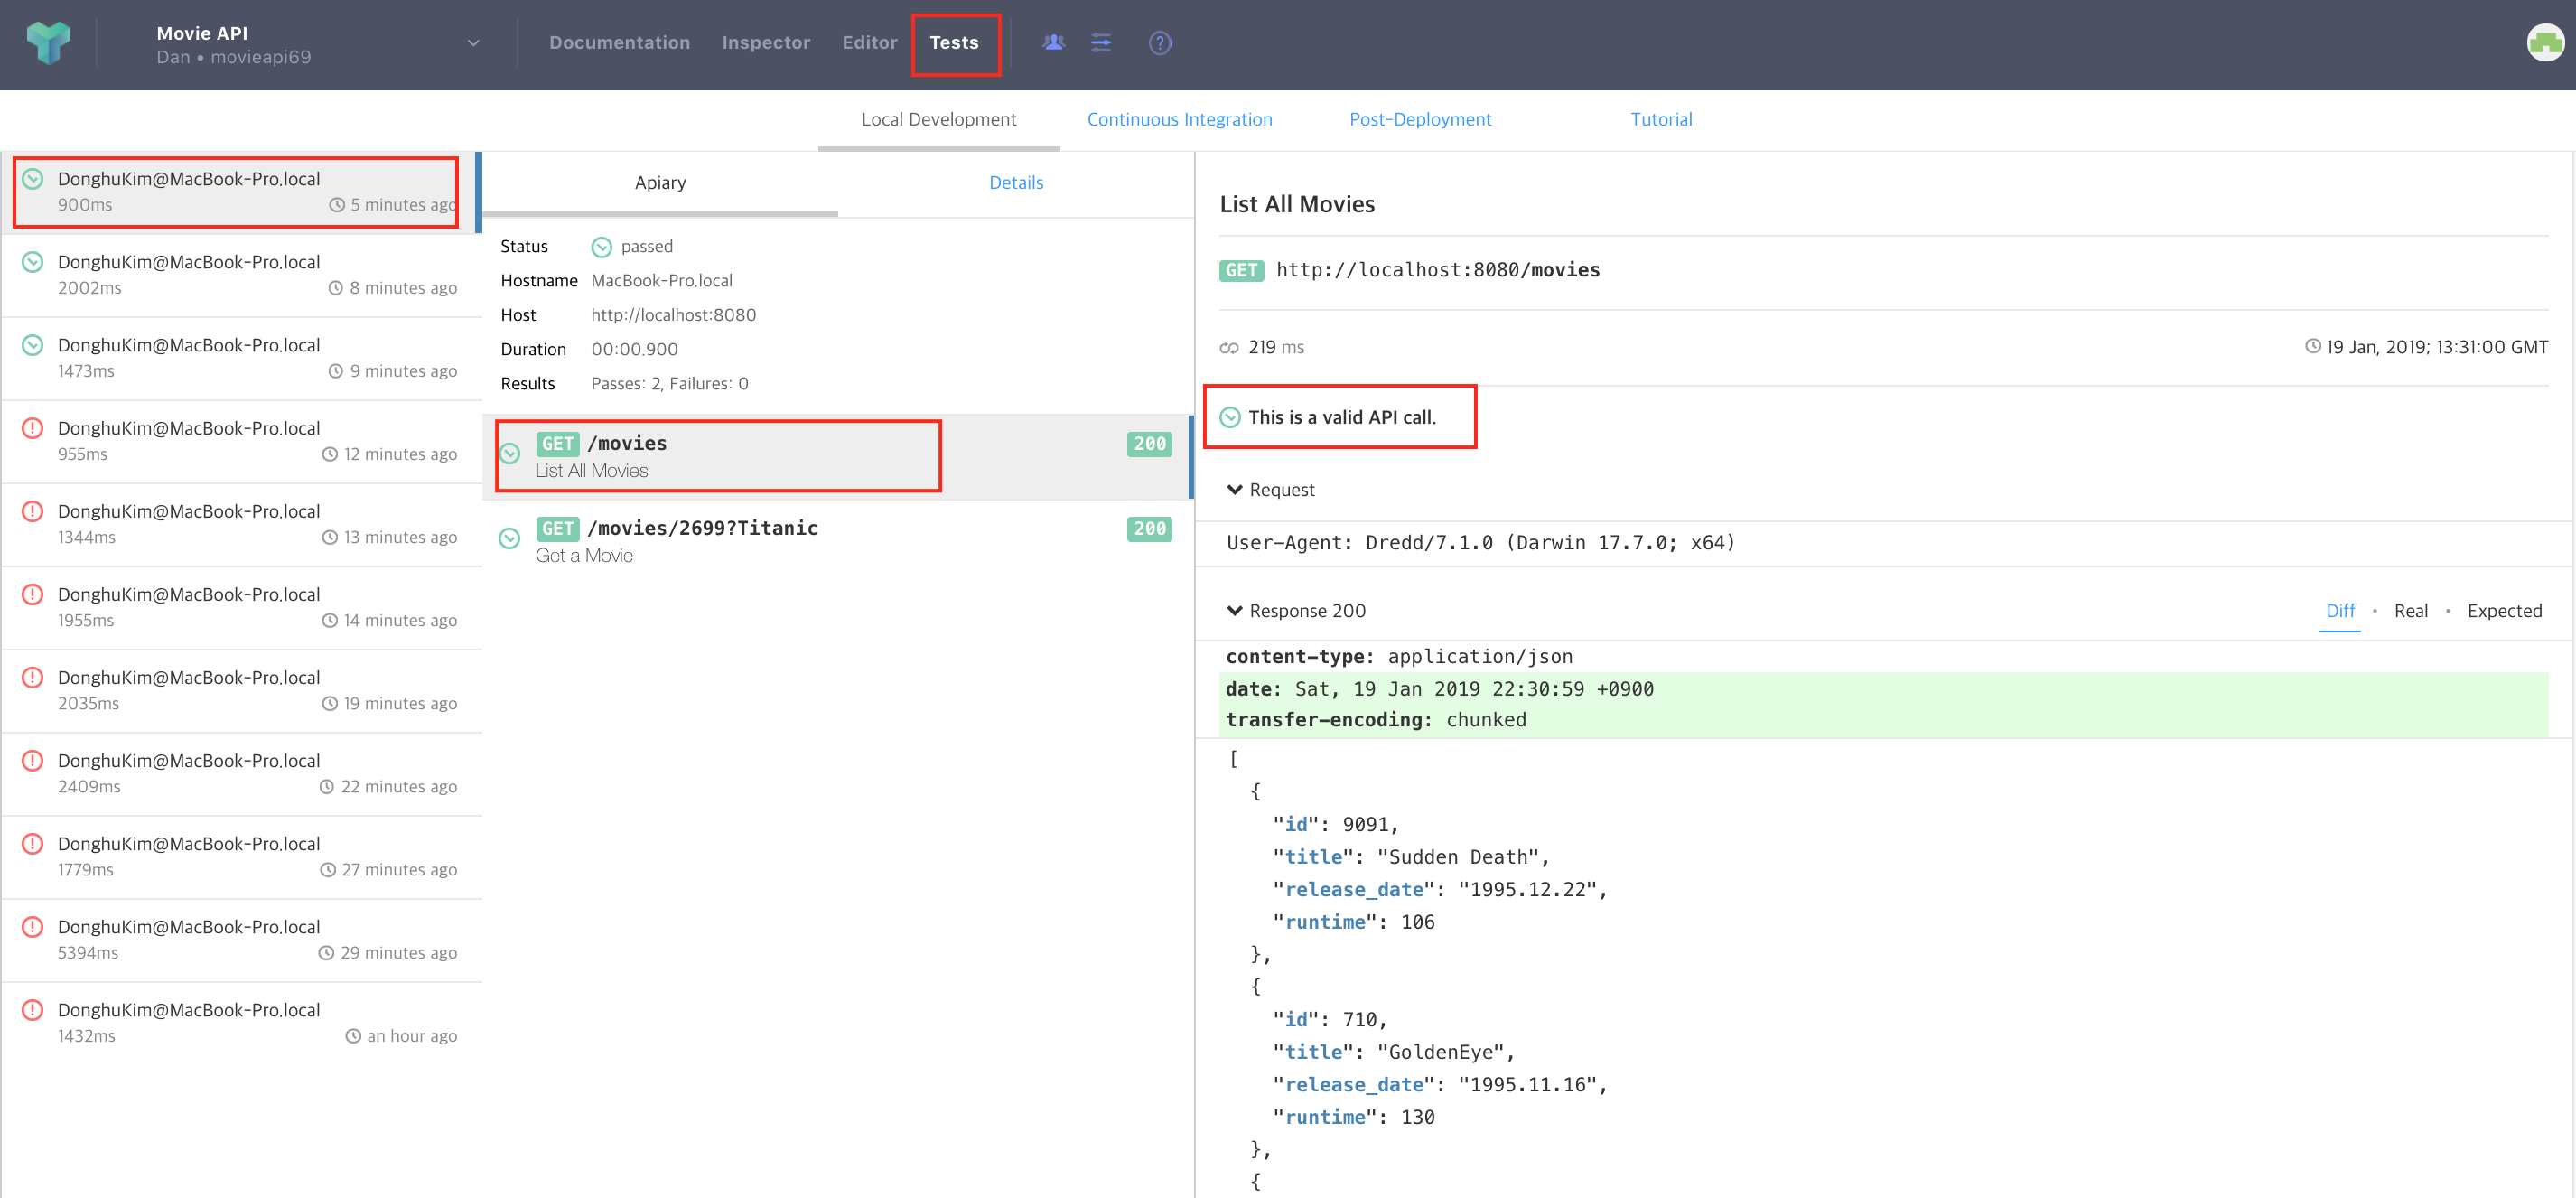 Movie API
Dan • movieapi69
Documentation
Inspector
Editor
Tests
Local Development
Continuous Integration
Post-Deployment
Tutorial
DonghuKim@MacBook-Pro.local
900ms 5 minutes ago
DonghuKim@MacBook-Pro.local
2002ms 8 minutes ago
DonghuKim@MacBook-Pro.local
1473ms 9 minutes ago
DonghuKim@MacBook-Pro.local
955ms 12 minutes ago
DonghuKim@MacBook-Pro.local
1344ms 13 minutes ago
DonghuKim@MacBook-Pro.local
1955ms 14 minutes ago
DonghuKim@MacBook-Pro.local
2035ms 19 minutes ago
DonghuKim@MacBook-Pro.local
2409ms 22 minutes ago
DonghuKim@MacBook-Pro.local
1779ms 27 minutes ago
DonghuKim@MacBook-Pro.local
5394ms 29 minutes ago
DonghuKim@MacBook-Pro.local
1432ms an hour ago
Apiary
Details
Status passed
Hostname MacBook-Pro.local
Host http://localhost:8080
Duration 00:00.900
Results Passes: 2, Failures: 0
GET /movies 200
List All Movies
GET /movies/2699?Titanic 200
Get a Movie
List All Movies
GET http://localhost:8080/movies
219 ms 19 Jan, 2019; 13:31:00 GMT
This is a valid API call.
Request
User-Agent: Dredd/7.1.0 (Darwin 17.7.0; x64)
Response 200 Diff • Real • Expected
content-type: application/json
date: Sat, 19 Jan 2019 22:30:59 +0900
transfer-encoding: chunked
[
{
"id": 9091,
"title": "Sudden Death",
"release_date": "1995.12.22",
"runtime": 106
},
{
"id": 710,
"title": "GoldenEye",
"release_date": "1995.11.16",
"runtime": 130
},
{